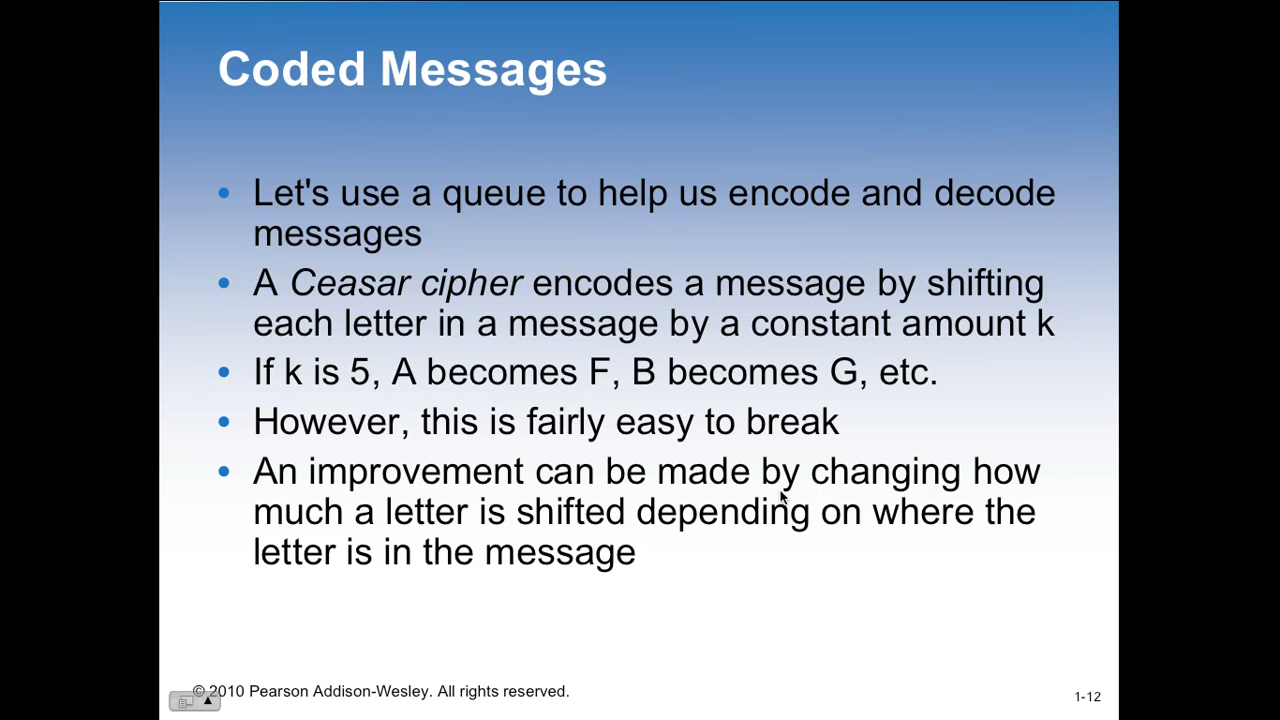 Coded Messages
• Let's use a queue to help us encode and decode
messages
• A Ceasar cipher encodes a message by shifting
each letter in a message by a constant amount k
• If k is 5, A becomes F, B becomes G, etc.
• However, this is fairly easy to break
• An improvement can be made by changing how
much a letter is shifted depending on where the
letter is in the message
© 2010 Pearson Addison-Wesley. All rights reserved.
1-12